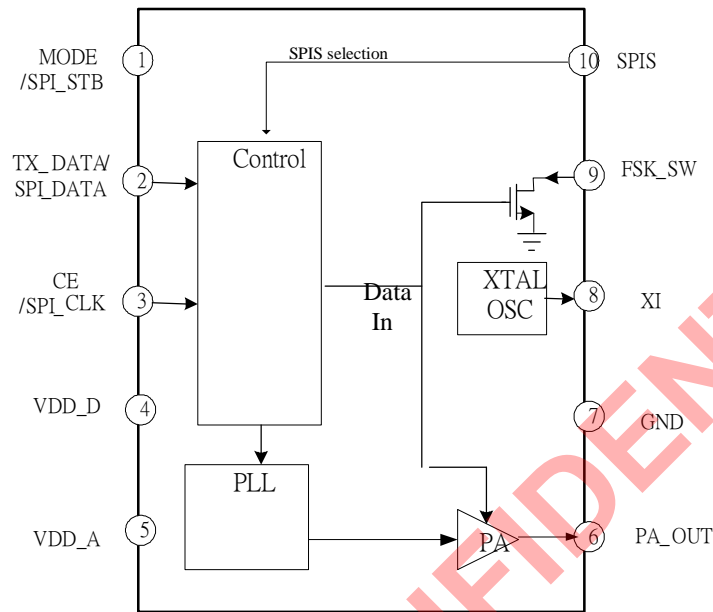 MODE
/SPI_STB
1
SPIS selection
10
SPIS
TX_DATA/
SPI_DATA
2
Control
9
FSK_SW
CE
/SPI_CLK
3
Data
In
XTAL
OSC
8
XI
VDD_D
4
7
GND
PLL
VDD_A
5
PA
6
PA_OUT